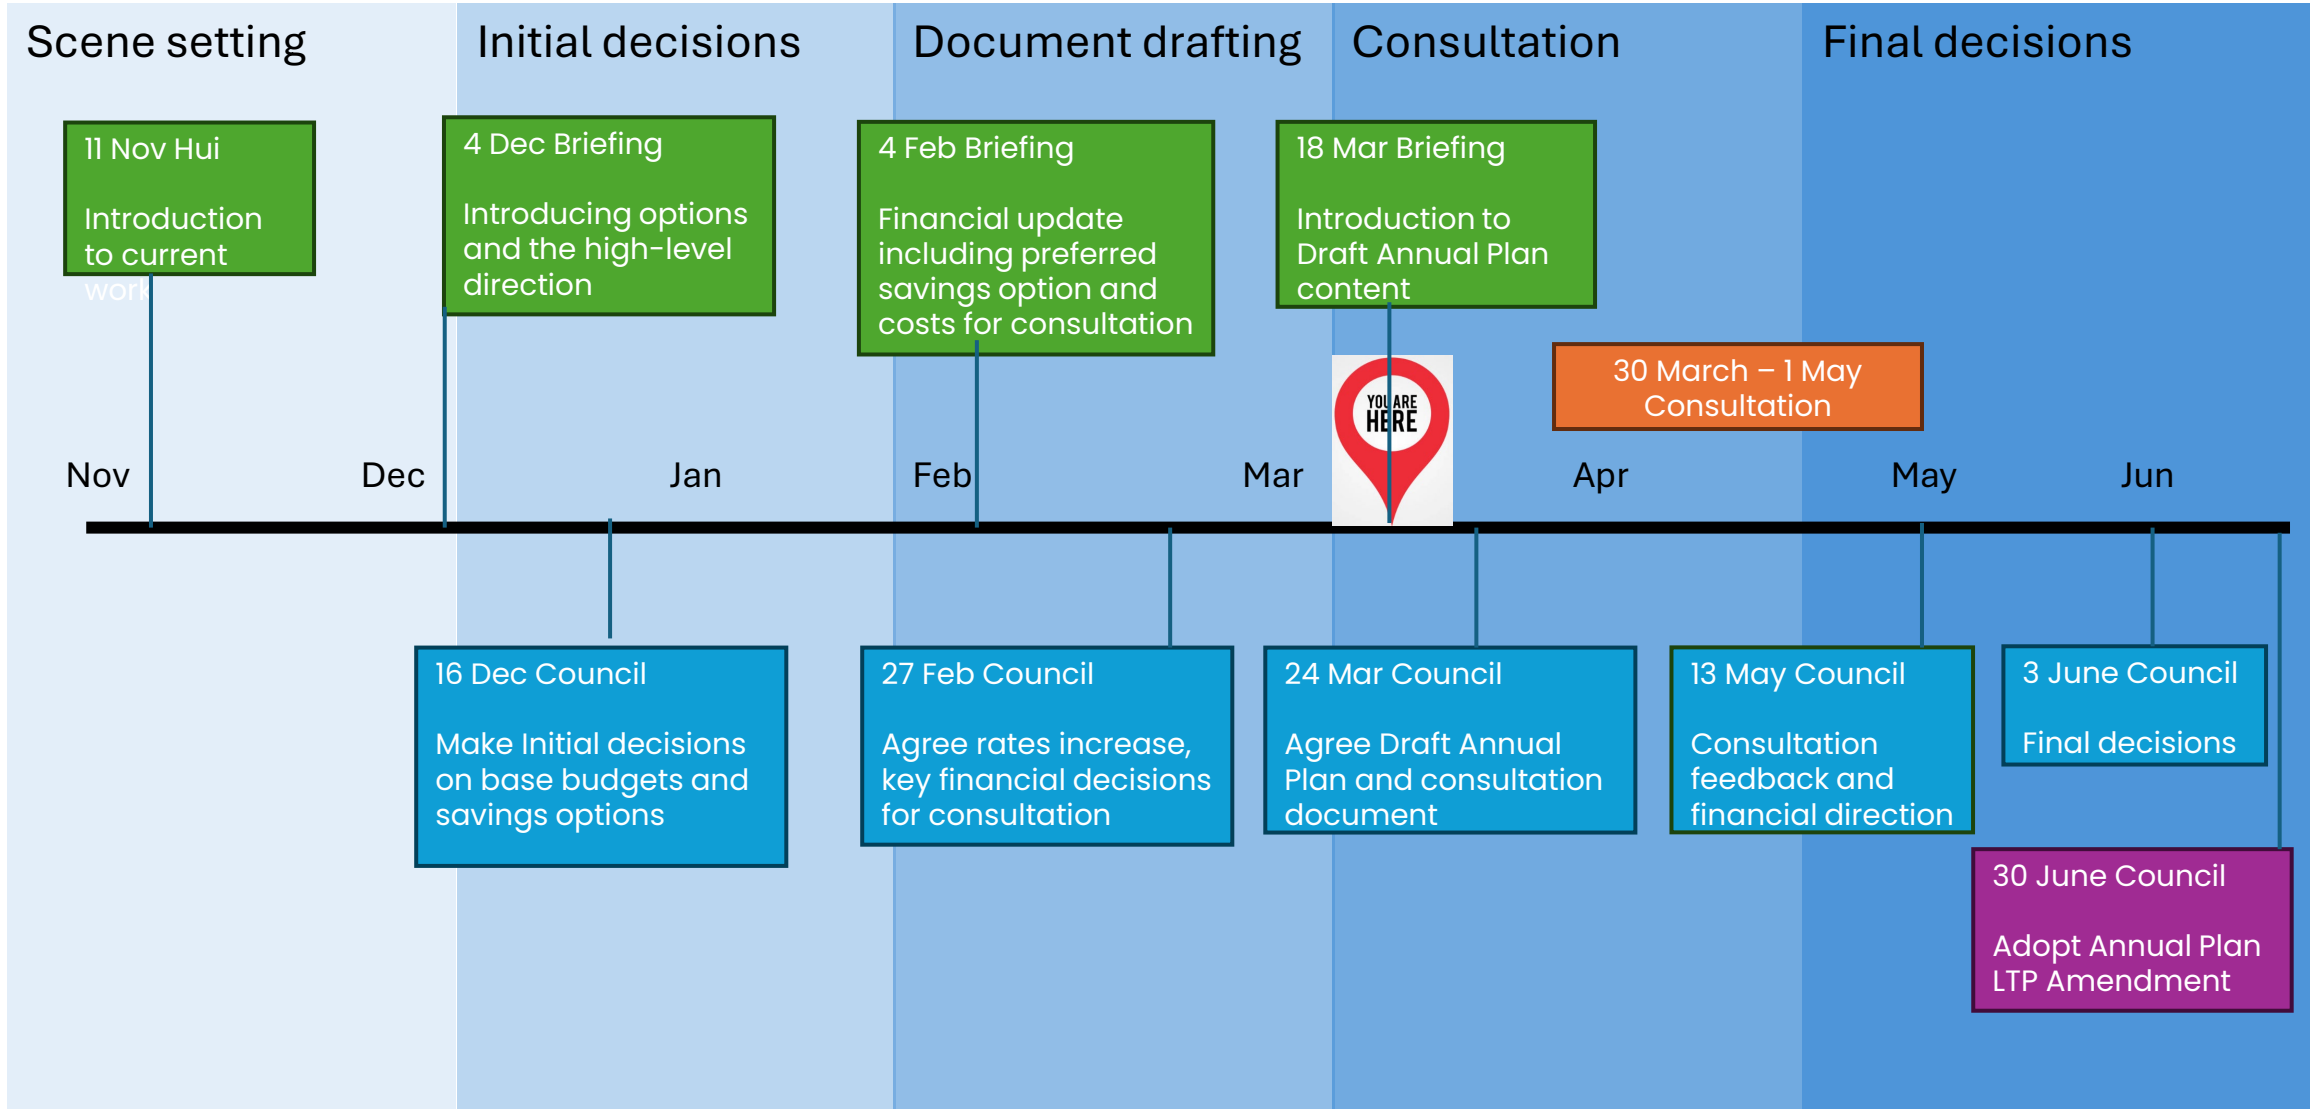 Scene setting
Initial decisions
Document drafting
Consultation
Final decisions
11 Nov Hui
Introduction
to current
work
4 Dec Briefing
Introducing options
and the high-level
direction
4 Feb Briefing
Financial update
including preferred
savings option and
costs for consultation
18 Mar Briefing
Introduction to
Draft Annual Plan
content
30 March – 1 May
Consultation
YOU ARE
HERE
Nov
Dec
Jan
Feb
Mar
Apr
May
Jun
16 Dec Council
Make Initial decisions
on base budgets and
savings options
27 Feb Council
Agree rates increase,
key financial decisions
for consultation
24 Mar Council
Agree Draft Annual
Plan and consultation
document
13 May Council
Consultation
feedback and
financial direction
3 June Council
Final decisions
30 June Council
Adopt Annual Plan
LTP Amendment